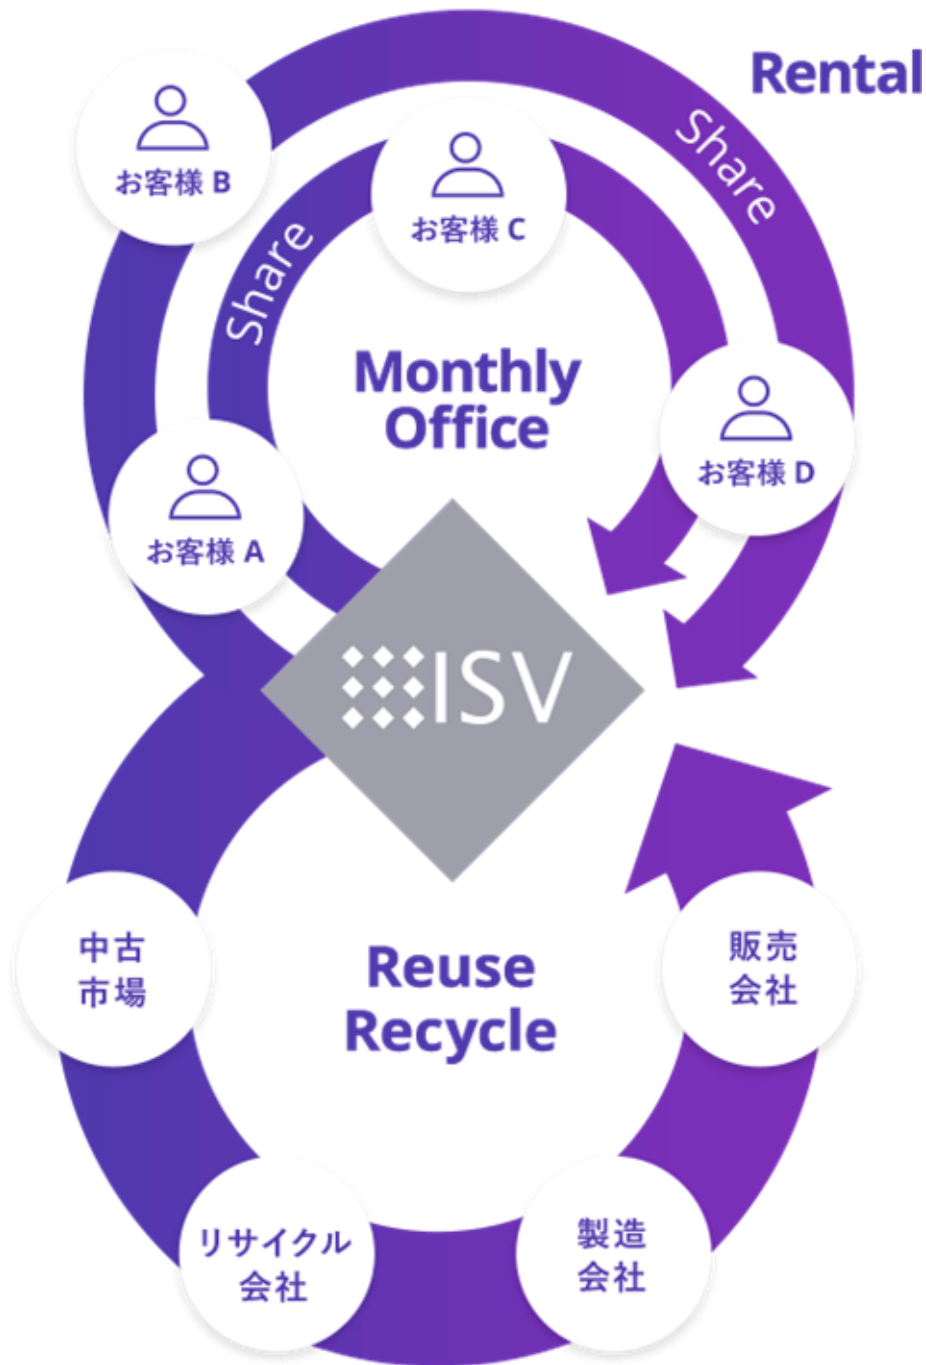 Rental
Share
お客様 B
お客様 C
Share
Monthly
Office
お客様 D
お客様 A
ISV
中古
市場
販売
会社
Reuse
Recycle
リサイクル
会社
製造
会社